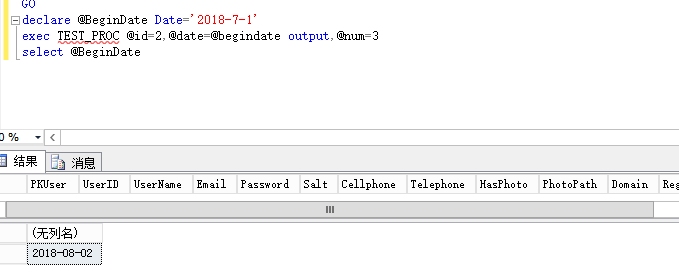 GO
declare @BeginDate Date='2018-7-1'
exec TEST_PROC @id=2,@date=@begindate output,@num=3
select @BeginDate
0 %
结果 消息
PKUser UserID UserName Email Password Salt Cellphone Telephone HasPhoto PhotoPath Domain Reg
(无列名)
2018-08-02